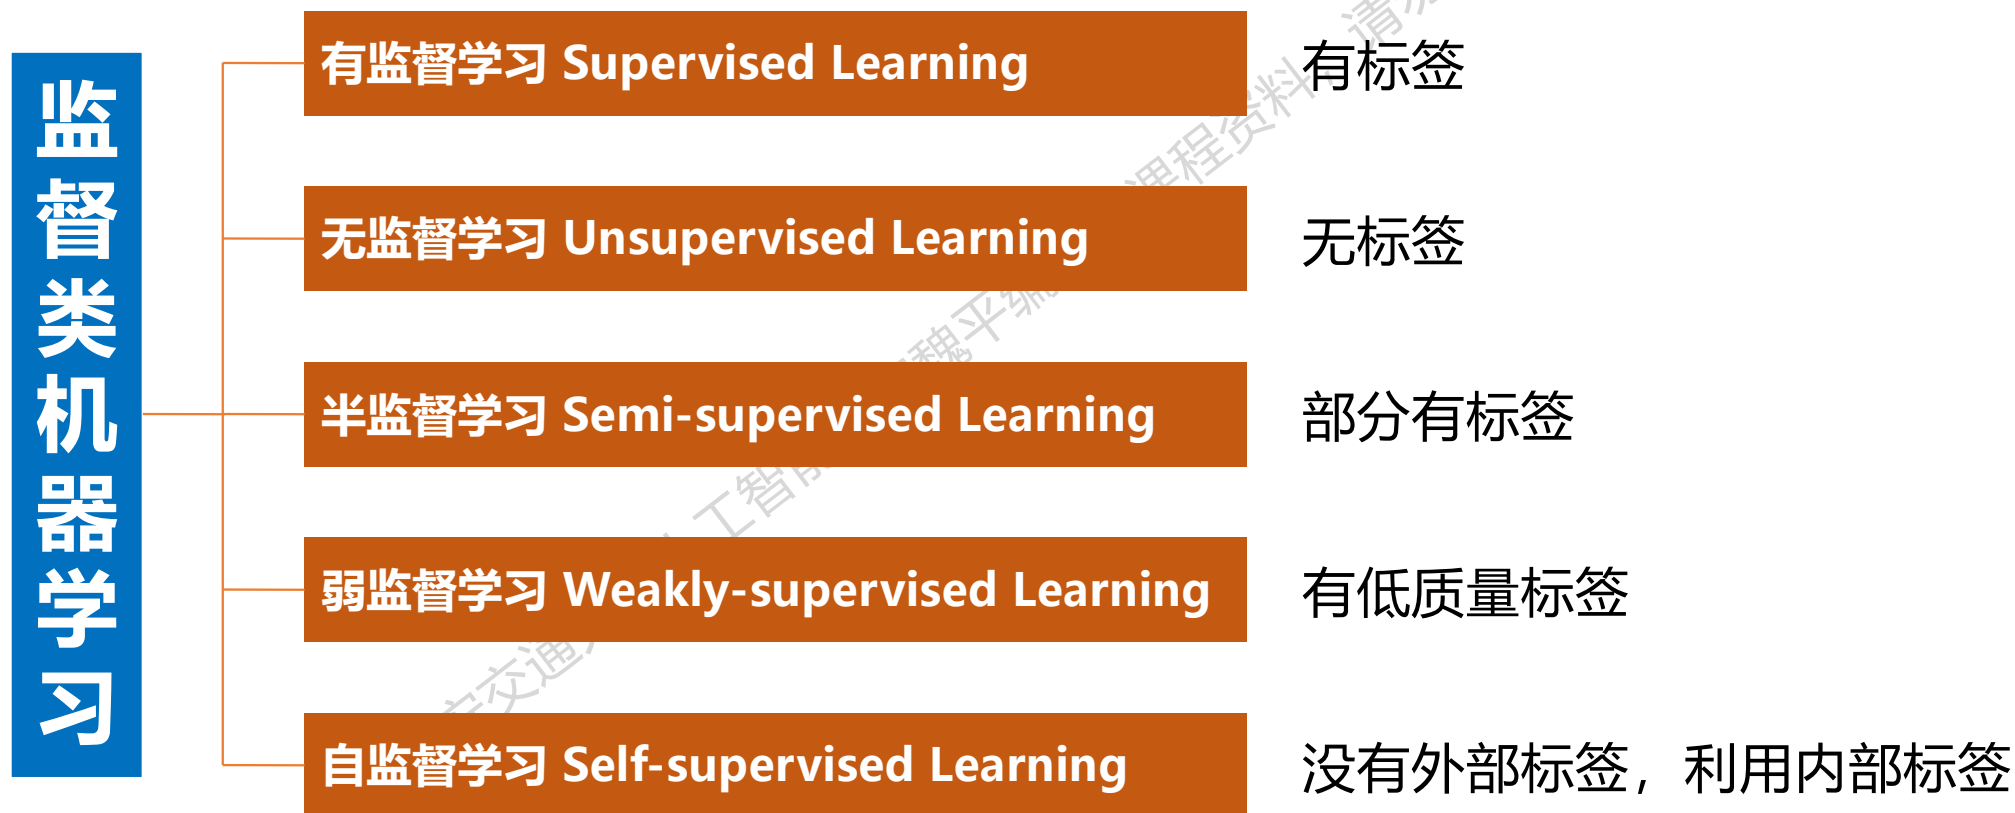 监督类机器学习
有监督学习 Supervised Learning
有标签
无监督学习 Unsupervised Learning
无标签
半监督学习 Semi-supervised Learning
部分有标签
弱监督学习 Weakly-supervised Learning
有低质量标签
自监督学习 Self-supervised Learning
没有外部标签，利用内部标签